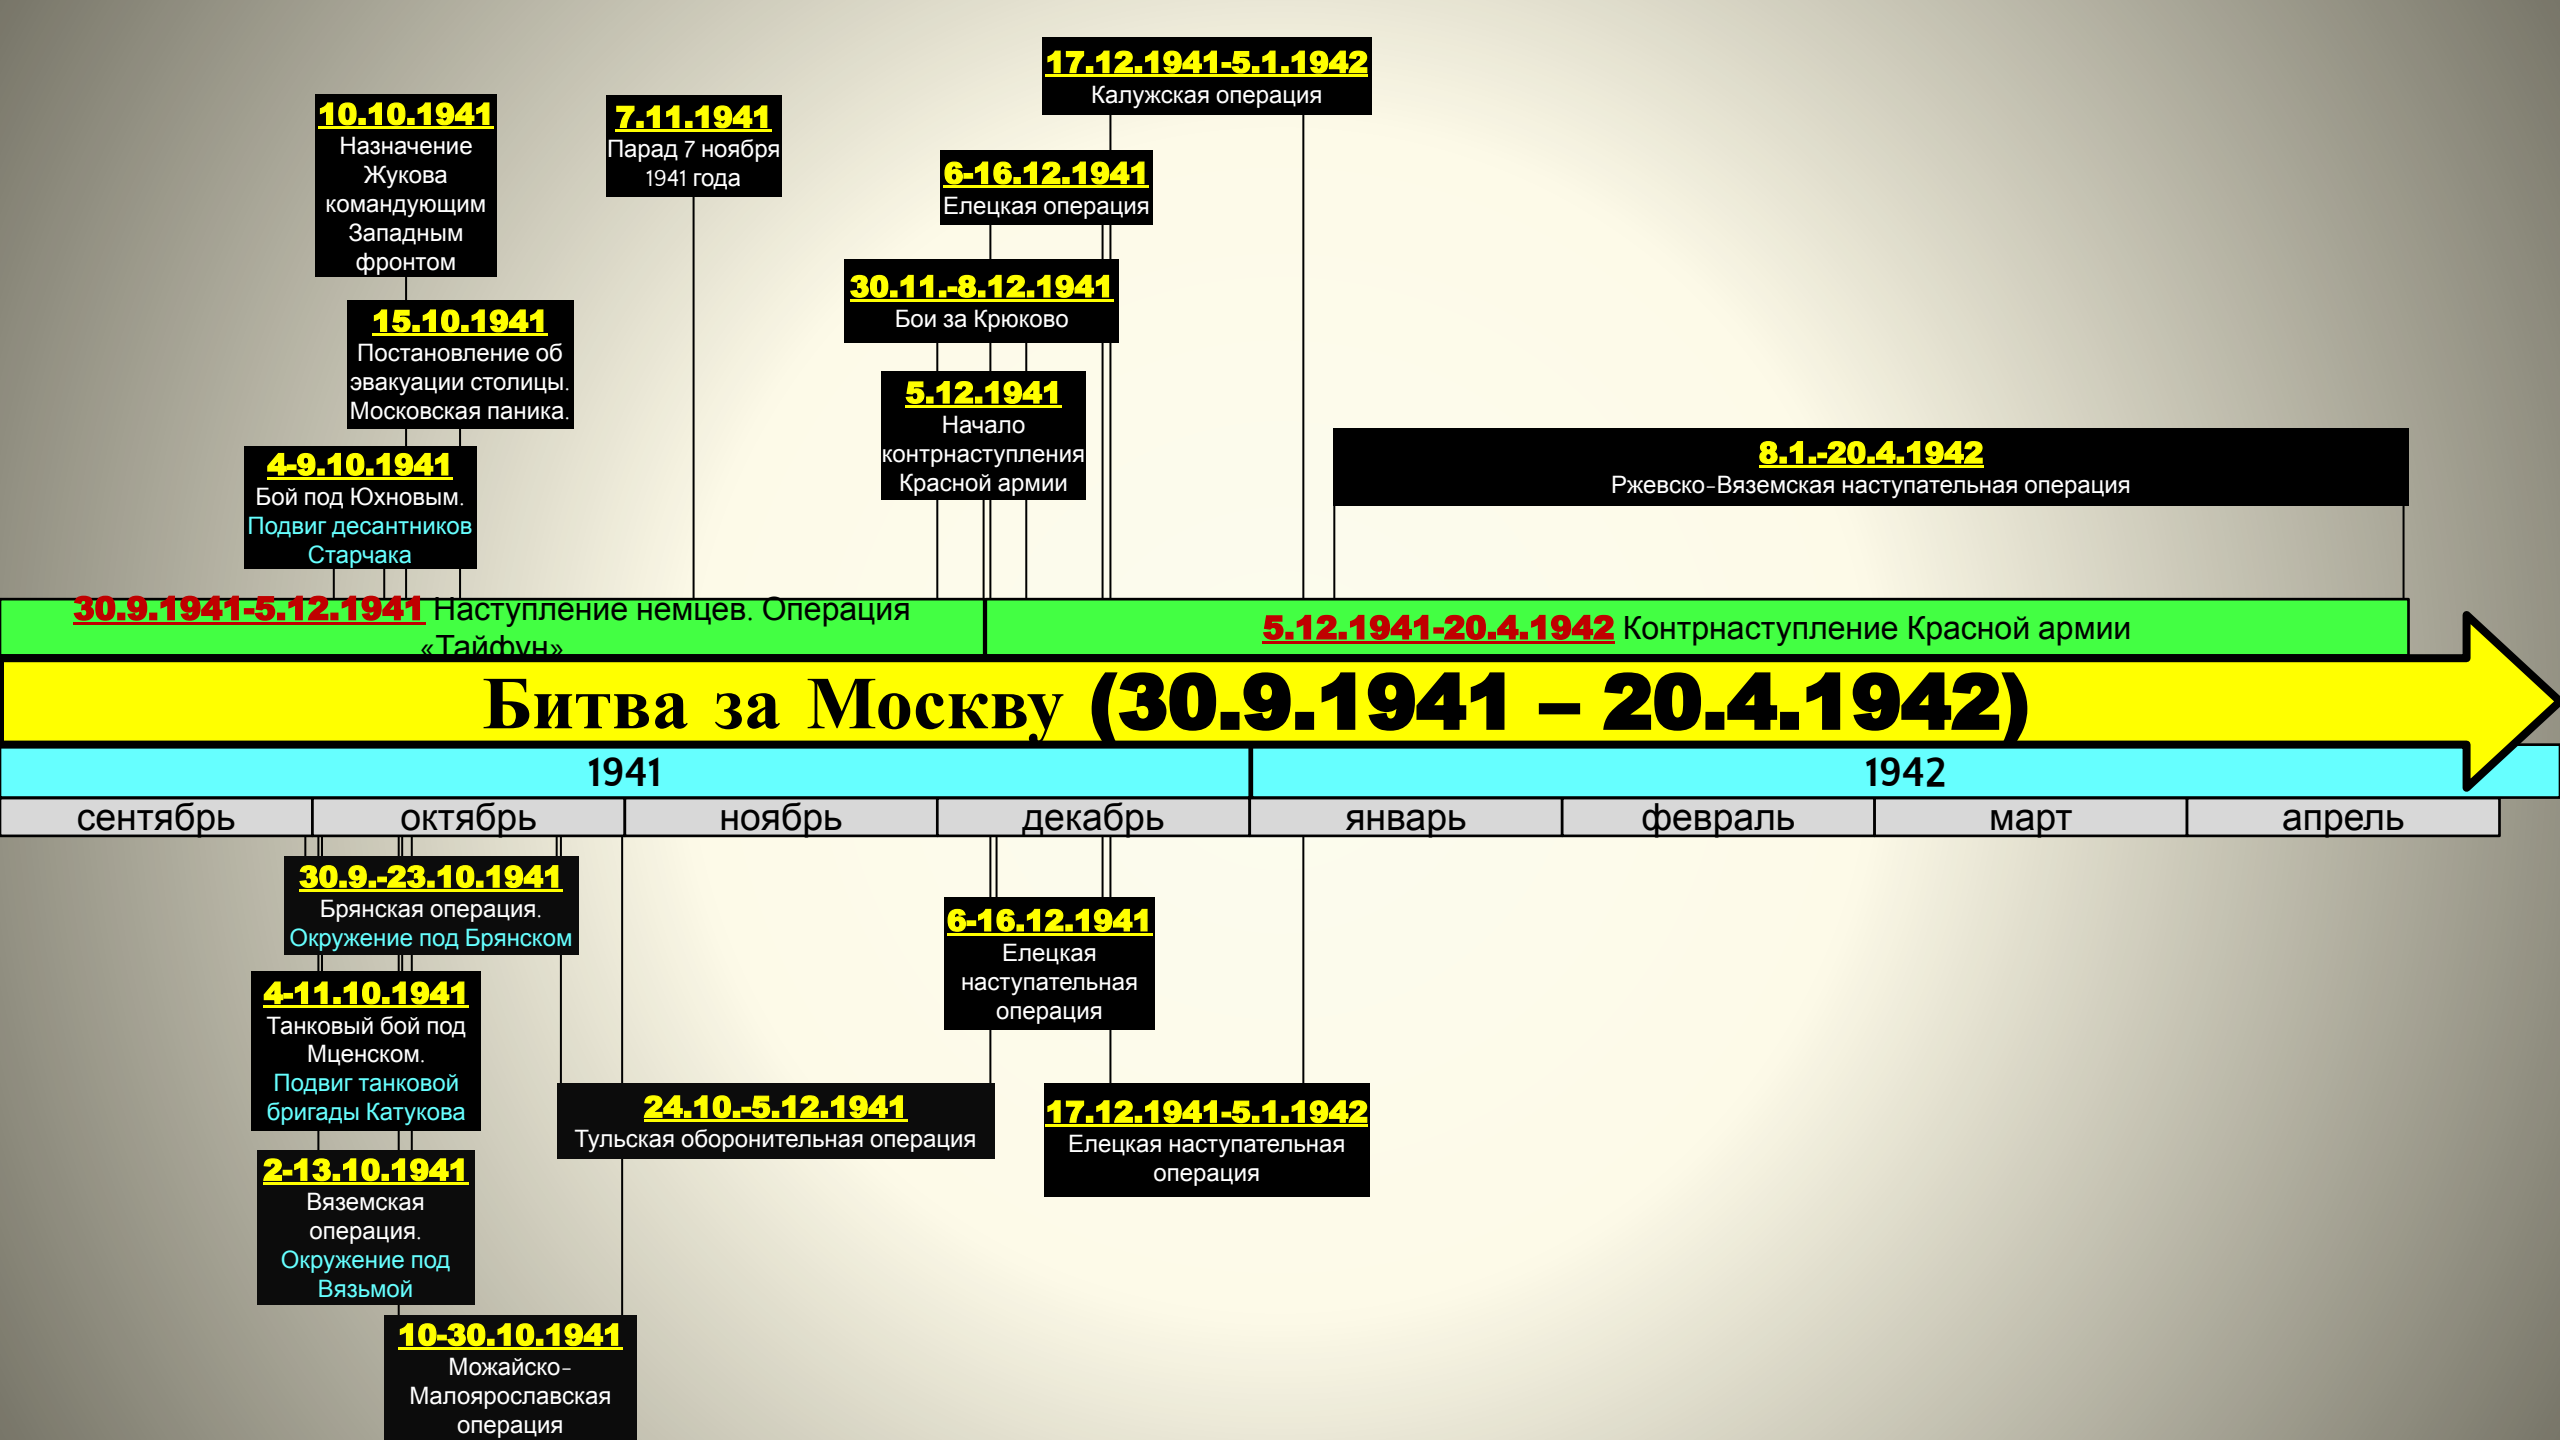 17.12.1941-5.1.1942
Калужская операция
10.10.1941
Назначение
Жукова
командующим
Западным
фронтом
7.11.1941
Парад 7 ноября
1941 года
6-16.12.1941
Елецкая операция
30.11.-8.12.1941
Бои за Крюково
15.10.1941
Постановление об
эвакуации столицы.
Московская паника.
5.12.1941
Начало
контрнаступления
Красной армии
4-9.10.1941
Бой под Юхновым.
Подвиг десантников
Старчака
8.1.-20.4.1942
Ржевско-Вяземская наступательная операция
30.9.1941-5.12.1941 Наступление немцев. Операция
«Тайфун»
5.12.1941-20.4.1942 Контрнаступление Красной армии
Битва за Москву (30.9.1941 – 20.4.1942)
1941
1942
сентябрь
октябрь
ноябрь
декабрь
январь
февраль
март
апрель
30.9.-23.10.1941
Брянская операция.
Окружение под Брянском
4-11.10.1941
Танковый бой под
Мценском.
Подвиг танковой
бригады Катукова
2-13.10.1941
Вяземская
операция.
Окружение под
Вязьмой
10-30.10.1941
Можайско-
Малоярославская
операция
24.10.-5.12.1941
Тульская оборонительная операция
6-16.12.1941
Елецкая
наступательная
операция
17.12.1941-5.1.1942
Елецкая наступательная
операция